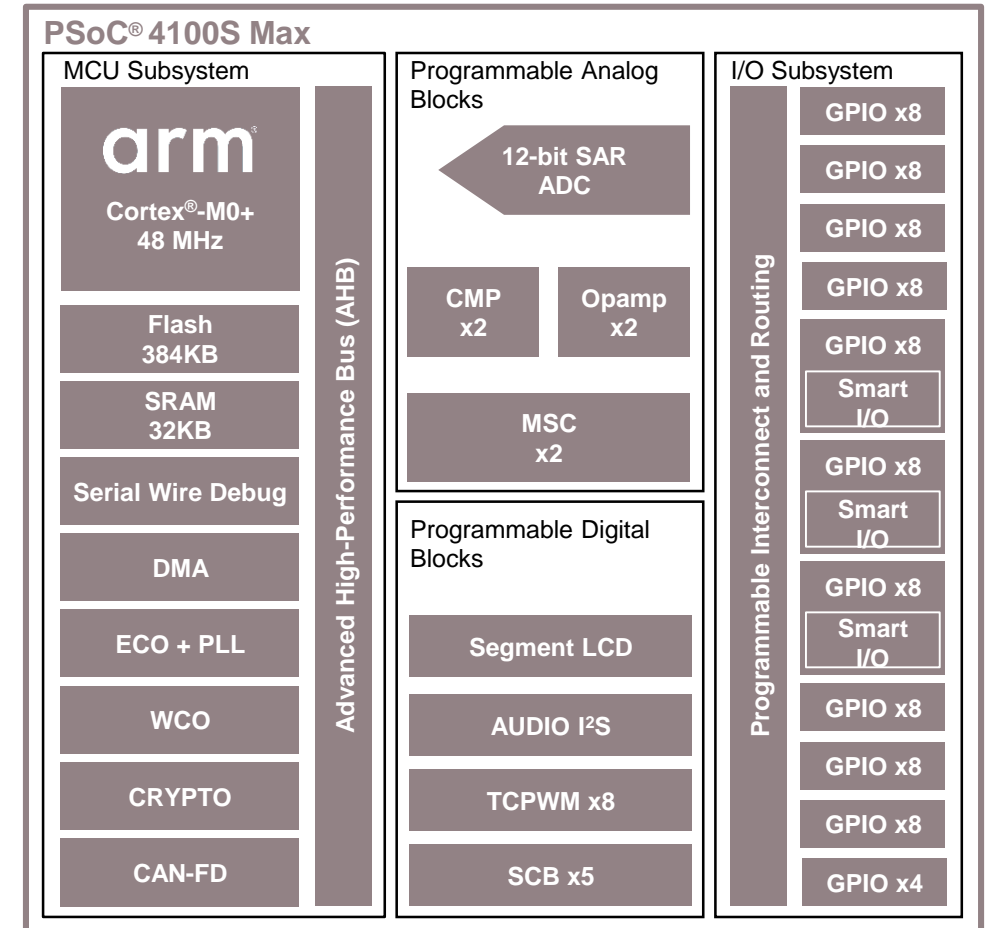 PSoC® 4100S Max
MCU Subsystem
arm®
Cortex®-M0+
48 MHz
Flash
384KB
SRAM
32KB
Serial Wire Debug
DMA
ECO + PLL
WCO
CRYPTO
CAN-FD
Advanced High-Performance Bus (AHB)
Programmable Analog
Blocks
12-bit SAR
ADC
CMP
x2
Opamp
x2
MSC
x2
Programmable Digital
Blocks
Segment LCD
AUDIO I²S
TCPWM x8
SCB x5
I/O Subsystem
Programmable Interconnect and Routing
GPIO x8
GPIO x8
GPIO x8
GPIO x8
GPIO x8
Smart
I/O
GPIO x8
Smart
I/O
GPIO x8
Smart
I/O
GPIO x8
GPIO x8
GPIO x8
GPIO x4